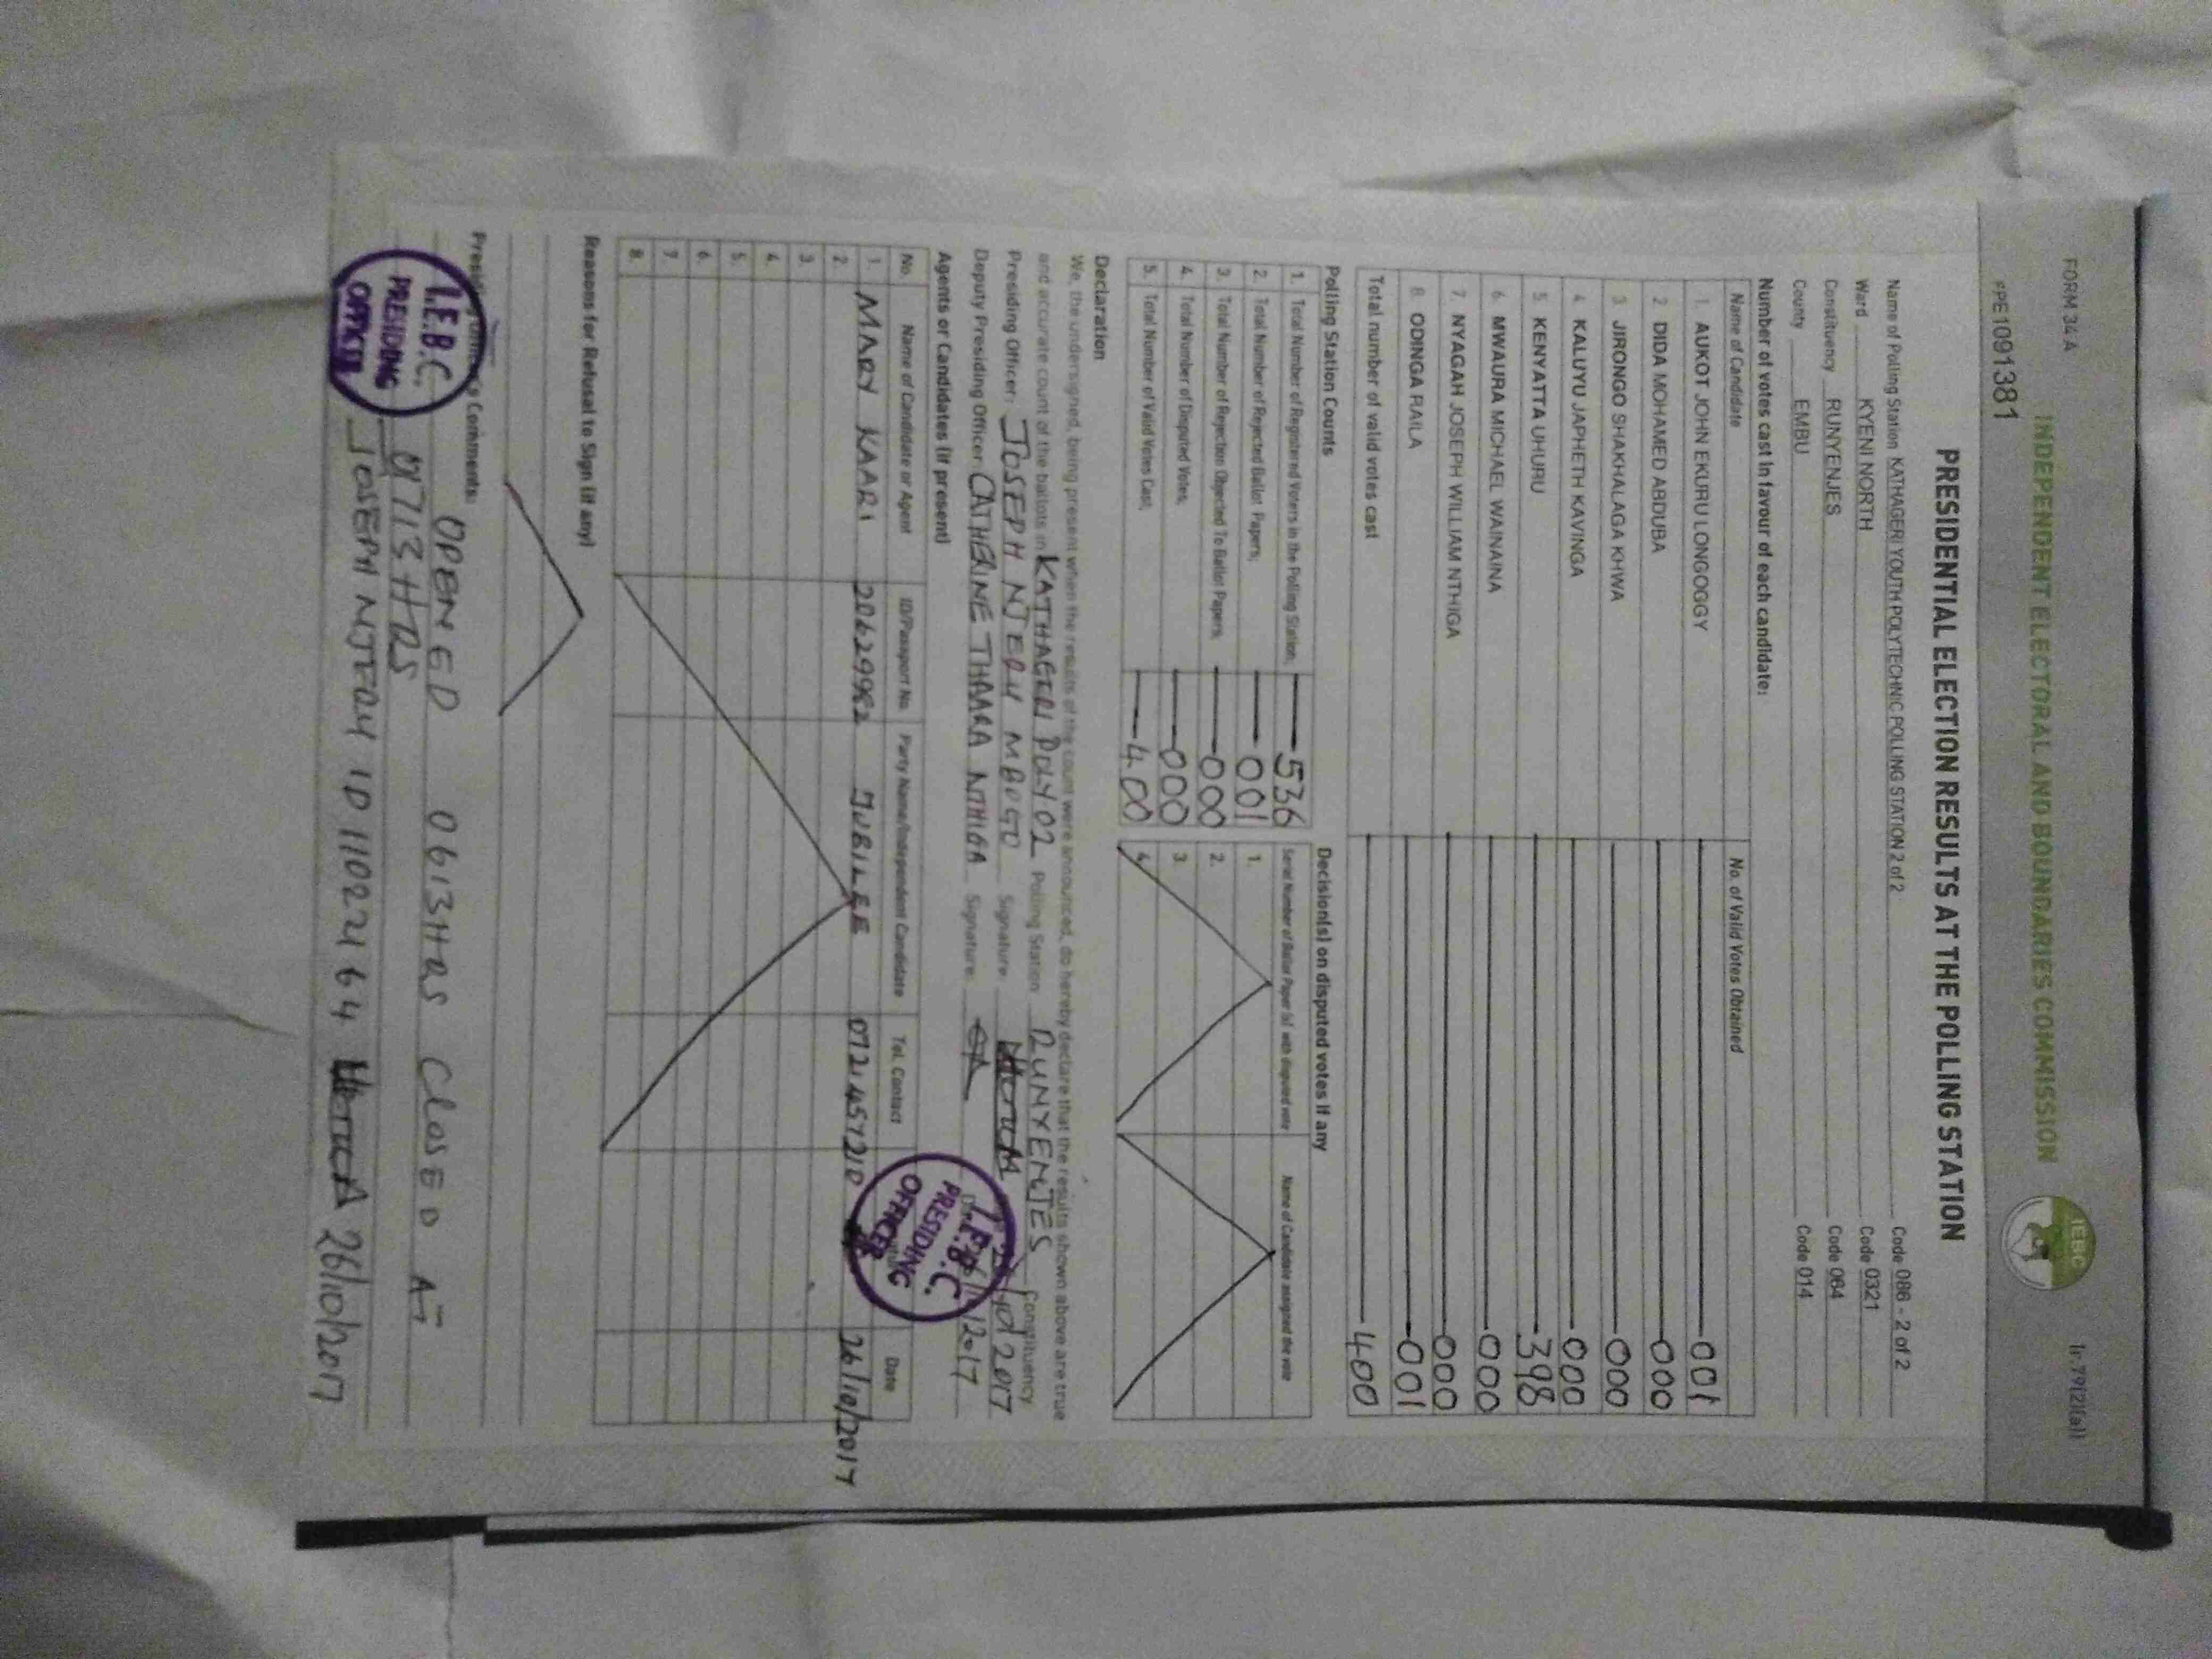 FORM 34A
Ir.79(2)(a))
INDEPENDENT ELECTORAL AND BOUNDARIES COMMISSION
IEBC
PE1091381
PRESIDENTIAL ELECTION RESULTS AT THE POLLING STATION
Name of Polling Station KATHAGERI YOUTH POLYTECHNIC POLLING STATION 2 of 2 Code 086 - 2 of 2
Ward KYENI NORTH Code 0321
Constituency RUNYENJES Code 064
County EMBU Code 014
Number of votes cast in favour of each candidate:
Name of Candidate No. of Valid Votes Obtained
1. AUKOT JOHN EKURU LONGOGGY 001
2 DIDA MOHAMED ABDUBA 000
3 JIRONGO SHAKHALAGA KHWA 000
4 KALUYU JAPHETH KAVINGA 000
5 KENYATTA UHURU 398
6 MWAURA MICHAEL WAINAINA 000
7. NYAGAH JOSEPH WILLIAM NTHIGA 000
8. ODINGA RAILA 001
Total number of valid votes cast 400
Polling Station Counts
1. Total Number of Registered Voters in the Polling Station; 536
2. Total Number of Rejected Ballot Papers; 001
3. Total Number of Rejection Objected To Ballot Papers; 000
4. Total Number of Disputed Votes; 000
5. Total Number of Valid Votes Cast; 400
Decision(s) on disputed votes if any
Serial Number of Ballot Paper (s) with disputed vote Name of Candidate assigned the vote
1.
2.
3.
4.
Declaration
We, the undersigned, being present when the results of the count were announced, do hereby declare that the results shown above are true
and accurate count of the ballots in KATHAGERI POLY 02 Polling Station RUNYENJES Constituency
Presiding Officer: JOSEPH NJERU MBOGO Signature 2017
Deputy Presiding Officer CATHERINE THAARA NTHIGA Signature 2017
I.E.B.C. PRESIDING OFFICER
Agents or Candidates (if present)
No. Name of Candidate or Agent ID/Passport No. Party Name/Independent Candidate Tel. Contact Date
1. MARY KAARI 20629982 JUBILEE 0721457210 26/10/2017
2.
3.
4.
5.
6.
7.
8.
Reasons for Refusal to Sign (if any)
Comments: OPENED 0613HRS CLOSED AT
1713HRS
JOSEPH NJERU ID 11022164 26/10/2017
I.E.B.C. PRESIDING OFFICER